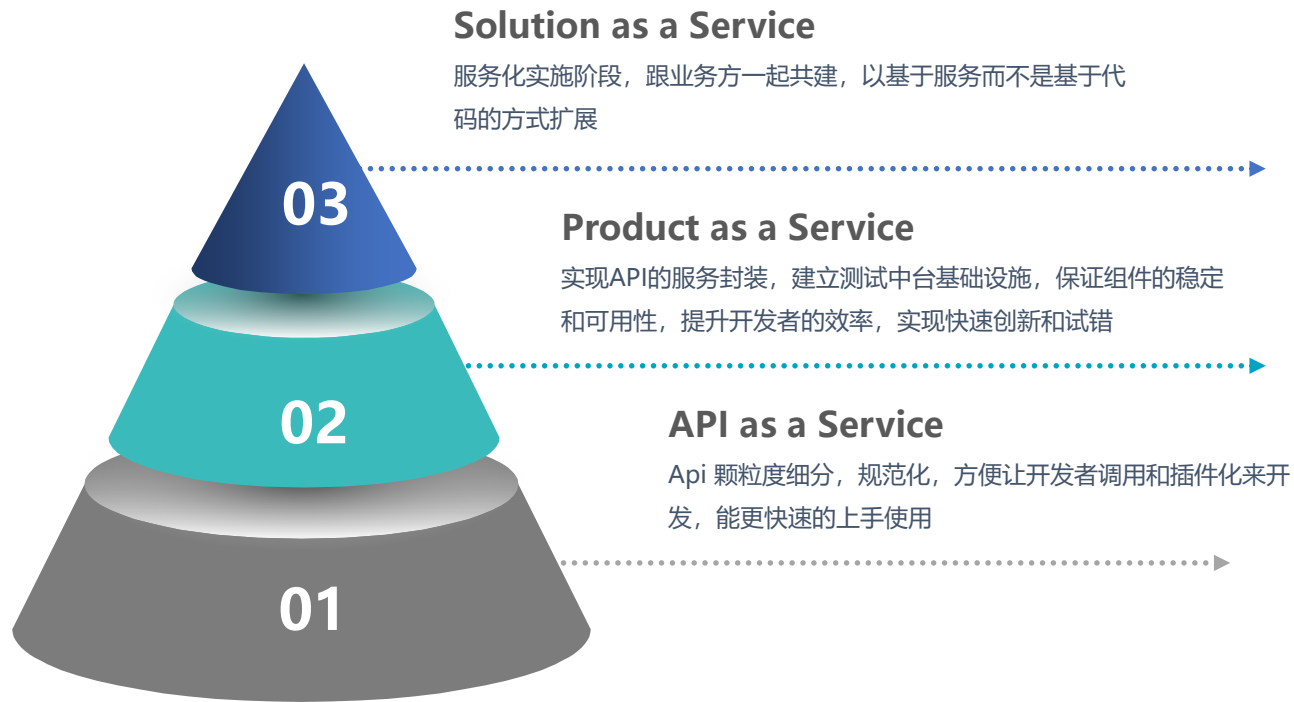 Solution as a Service
服务化实施阶段，跟业务方一起共建，以基于服务而不是基于代
码的方式扩展
03
Product as a Service
实现API的服务封装，建立测试中台基础设施，保证组件的稳定
和可用性，提升开发者的效率，实现快速创新和试错
02
API as a Service
Api 颗粒度细分，规范化，方便让开发者调用和插件化来开
发，能更快速的上手使用
01